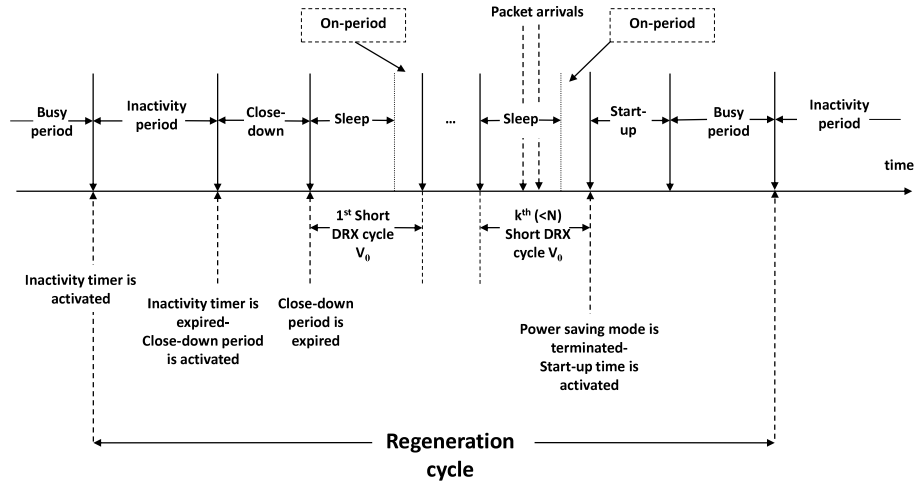 Packet arrivals
On-period
On-period
Busy
period
Inactivity
period
Close-
down
Sleep
...
Sleep
Start-
up
Busy
period
Inactivity
period
time
1st Short
DRX cycle
V0
kth (<N)
Short DRX
cycle V0
Inactivity timer is
activated
Inactivity timer is
expired-
Close-down period
is activated
Close-down
period is
expired
Power saving mode is
terminated-
Start-up time is
activated
Regeneration
cycle